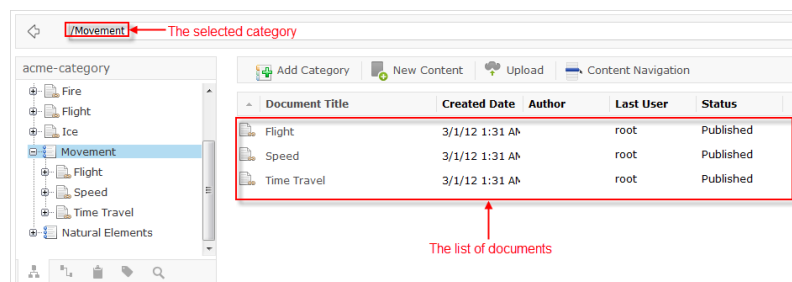 /Movement The selected category
acme-category
Add Category New Content Upload Content Navigation
Fire
Flight
Ice
Movement
Flight
Speed
Time Travel
Natural Elements
Document Title Created Date Author Last User Status
Flight 3/1/12 1:31 AM root Published
Speed 3/1/12 1:31 AM root Published
Time Travel 3/1/12 1:31 AM root Published
The list of documents